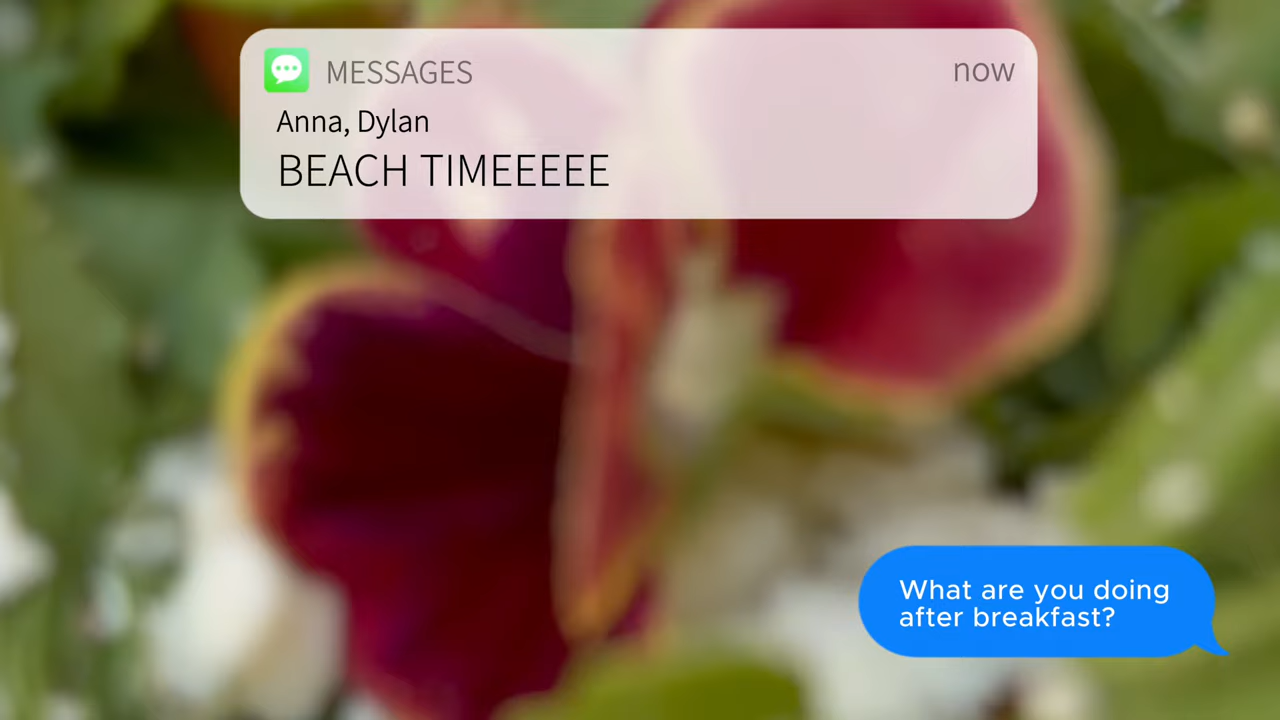 MESSAGES
now
Anna, Dylan
BEACH TIMEEEEE
What are you doing
after breakfast?